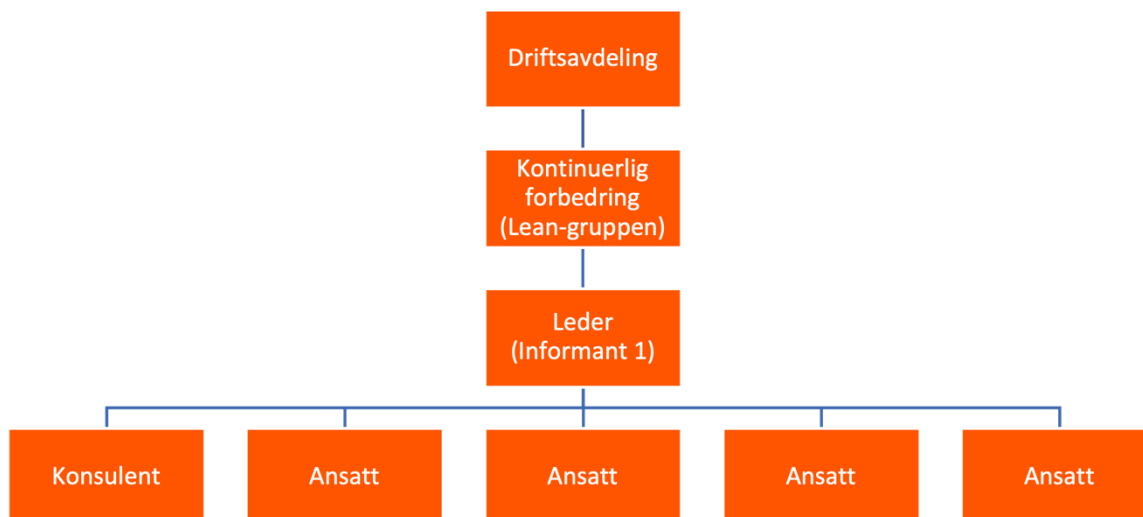 Driftsavdeling
Kontinuerlig
forbedring
(Lean-gruppen)
Leder
(Informant 1)
Konsulent
Ansatt
Ansatt
Ansatt
Ansatt